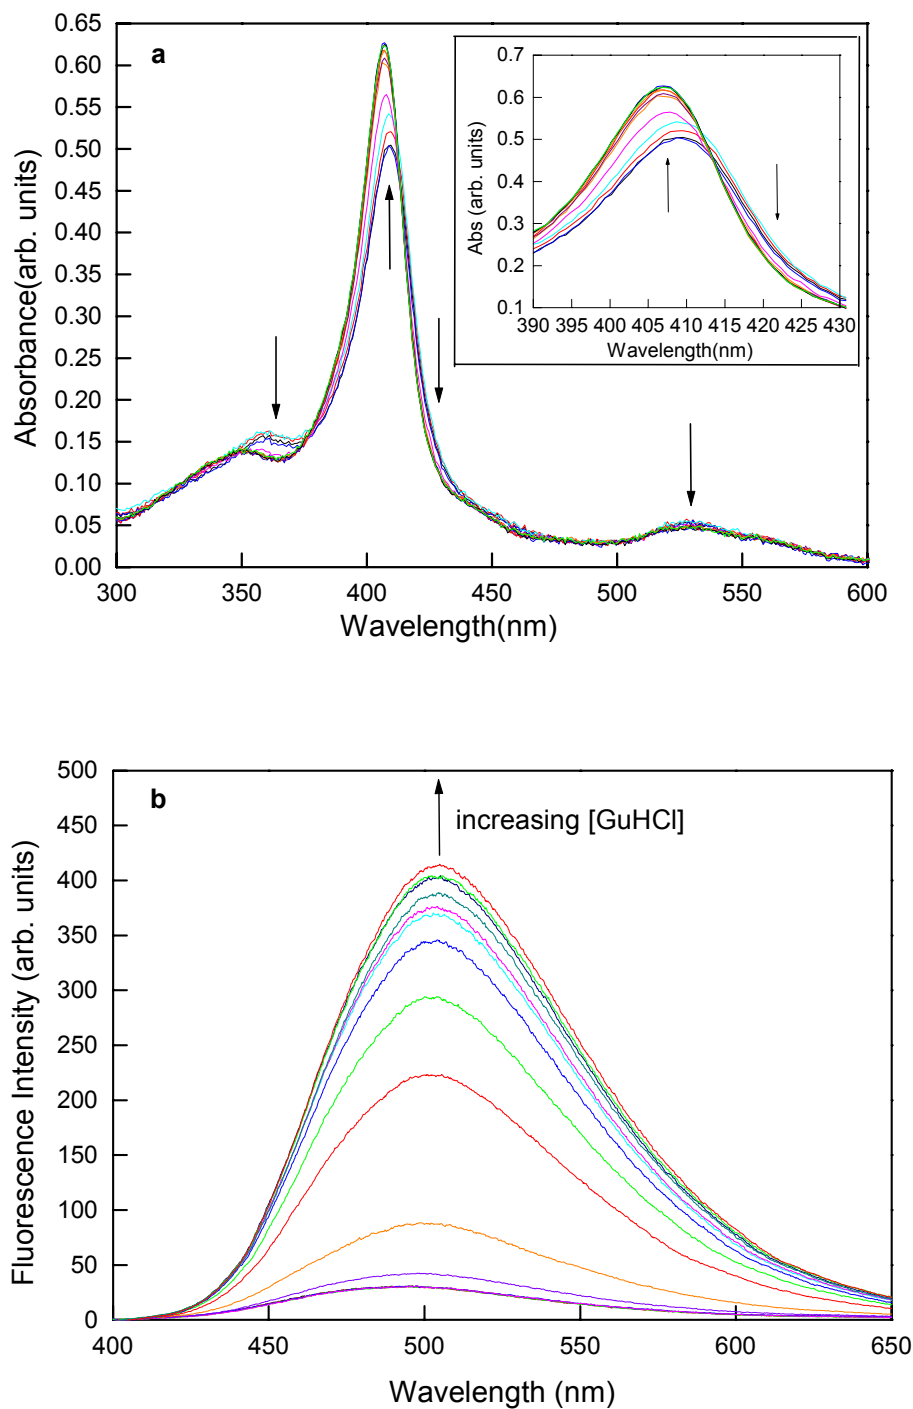 a
0.65
0.60
0.55
0.50
0.45
0.40
0.35
0.30
0.25
0.20
0.15
0.10
0.05
0.00
Absorbance(arb. units)
300 350 400 450 500 550 600
Wavelength(nm)
0.7
0.6
0.5
0.4
0.3
0.2
0.1
Abs (arb. units)
390 395 400 405 410 415 420 425 430
Wavelength(nm)
b
500
450
400
350
300
250
200
150
100
50
0
Fluorescence Intensity (arb. units)
increasing [GuHCl]
400 450 500 550 600 650
Wavelength (nm)